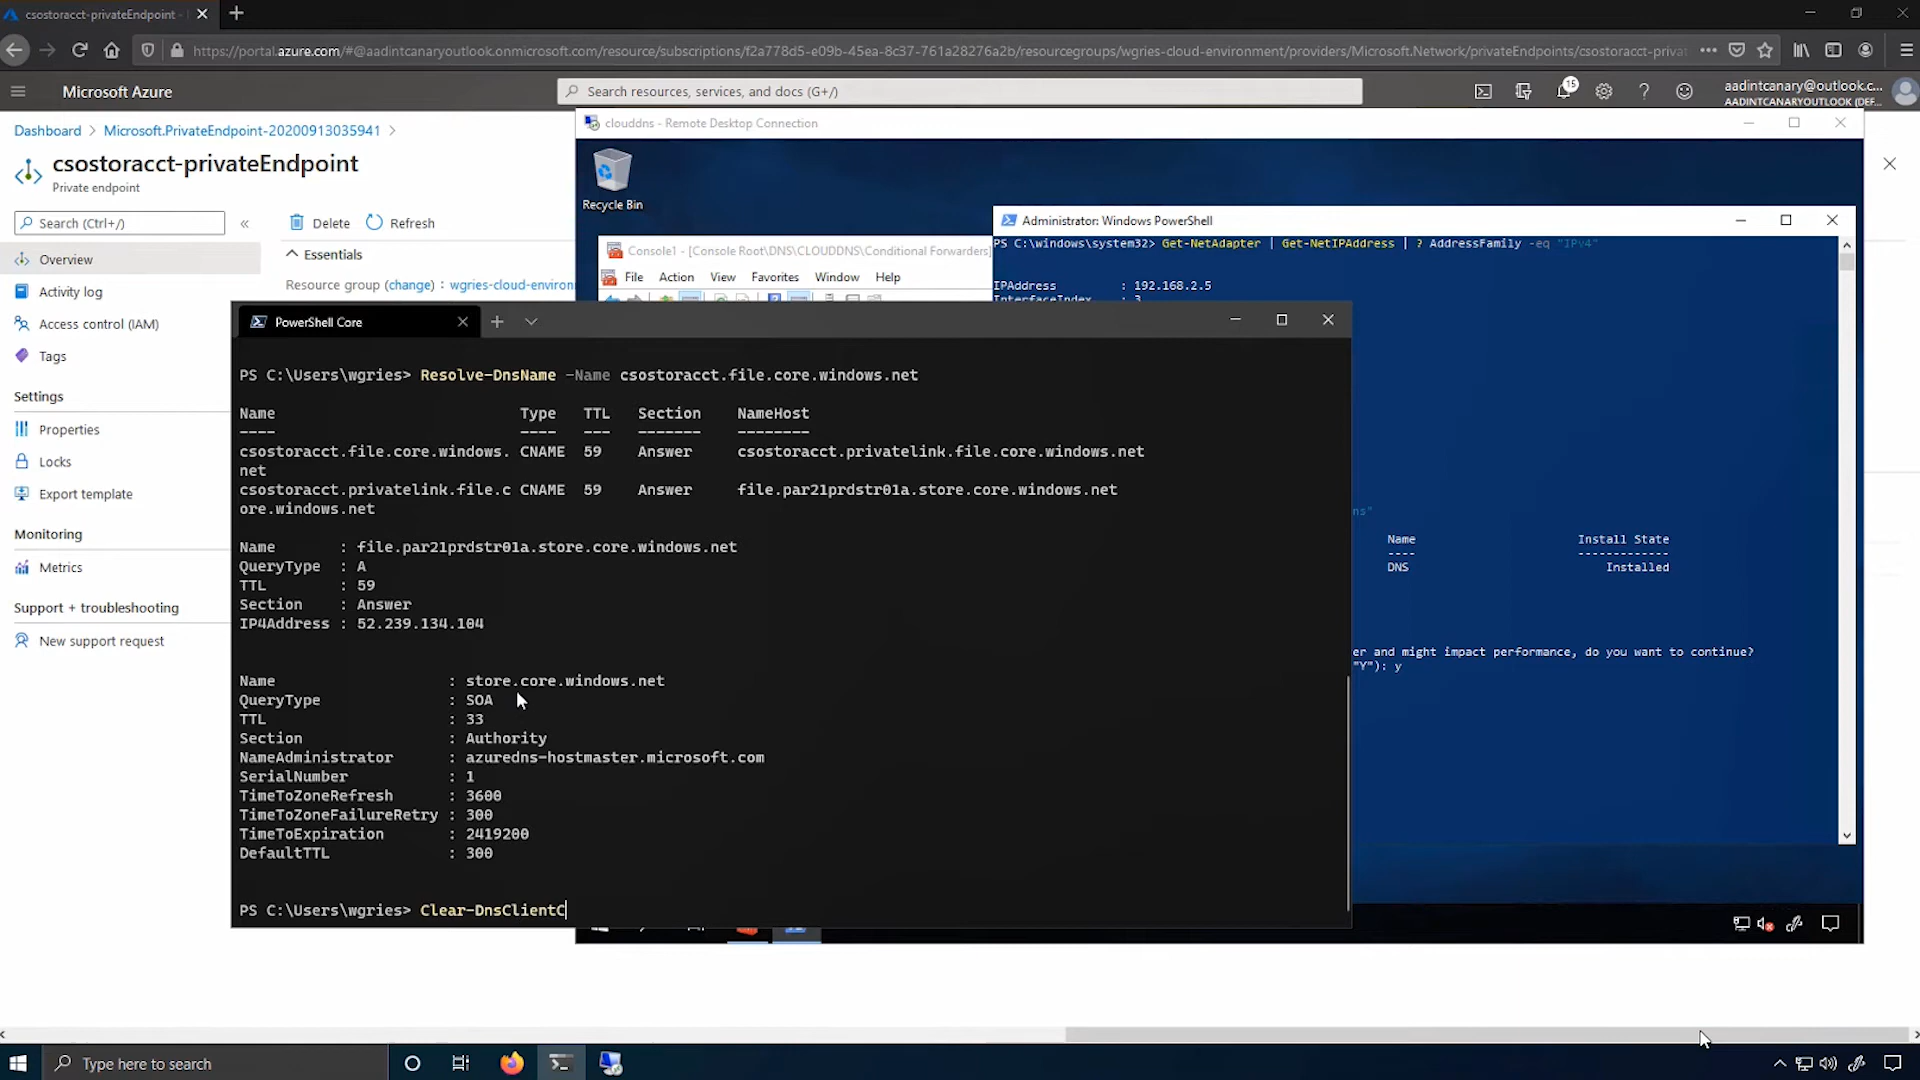 csostoracct-privateEndpoint -
https://portal.azure.com/#@aadintcanaryoutlook.onmicrosoft.com/resource/subscriptions/f2a778d5-e09b-45ea-8c37-761a28276a2b/resourcegroups/wgries-cloud-environment/providers/Microsoft.Network/privateEndpoints/csostoracct-privat
Microsoft Azure
Search resources, services, and docs (G+/)
15
aadintcanary@outlook.c...
AADINTCANARYOUTLOOK (DEF...
Dashboard > Microsoft.PrivateEndpoint-20200913035941 >
csostoracct-privateEndpoint
Private endpoint
Search (Ctrl+/)
Delete
Refresh
Overview
Activity log
Access control (IAM)
Tags
Settings
Properties
Locks
Export template
Monitoring
Metrics
Support + troubleshooting
New support request
Essentials
Resource group (change) : wgries-cloud-environ
clouddns - Remote Desktop Connection
Recycle Bin
Console1 - [Console Root\DNS\CLOUDDNS\Conditional Forwarders]
File Action View Favorites Window Help
Administrator: Windows PowerShell
PS C:\windows\system32> Get-NetAdapter | Get-NetIPAddress | ? AddressFamily -eq "IPv4"
IPAddress : 192.168.2.5
InterfaceIndex : 3
ns"
Name Install State
---- -------------
DNS Installed
er and might impact performance, do you want to continue?
"Y"): y
PowerShell Core
PS C:\Users\wgries> Resolve-DnsName -Name csostoracct.file.core.windows.net
Name Type TTL Section NameHost
---- ---- --- ------- --------
csostoracct.file.core.windows. CNAME 59 Answer csostoracct.privatelink.file.core.windows.net
net
csostoracct.privatelink.file.c CNAME 59 Answer file.par21prdstr01a.store.core.windows.net
ore.windows.net
Name : file.par21prdstr01a.store.core.windows.net
QueryType : A
TTL : 59
Section : Answer
IP4Address : 52.239.134.104
Name : store.core.windows.net
QueryType : SOA
TTL : 33
Section : Authority
NameAdministrator : azuredns-hostmaster.microsoft.com
SerialNumber : 1
TimeToZoneRefresh : 3600
TimeToZoneFailureRetry : 300
TimeToExpiration : 2419200
DefaultTTL : 300
PS C:\Users\wgries> Clear-DnsClientC
Type here to search